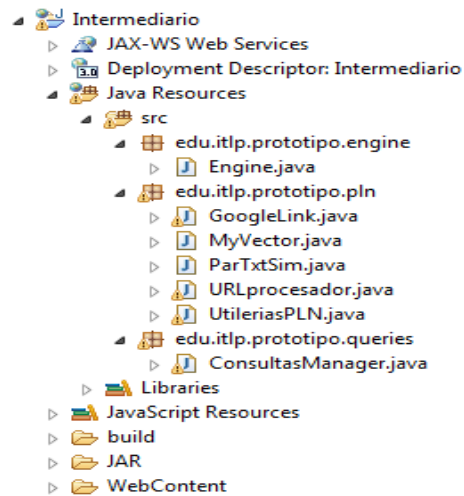 Intermediario
JAX-WS Web Services
3.0 Deployment Descriptor: Intermediario
Java Resources
src
edu.itlp.prototipo.engine
J Engine.java
edu.itlp.prototipo.pln
J GoogleLink.java
J MyVector.java
J ParTxtSim.java
J URLprocesador.java
J UtileriasPLN.java
edu.itlp.prototipo.queries
J ConsultasManager.java
Libraries
JavaScript Resources
build
JAR
WebContent